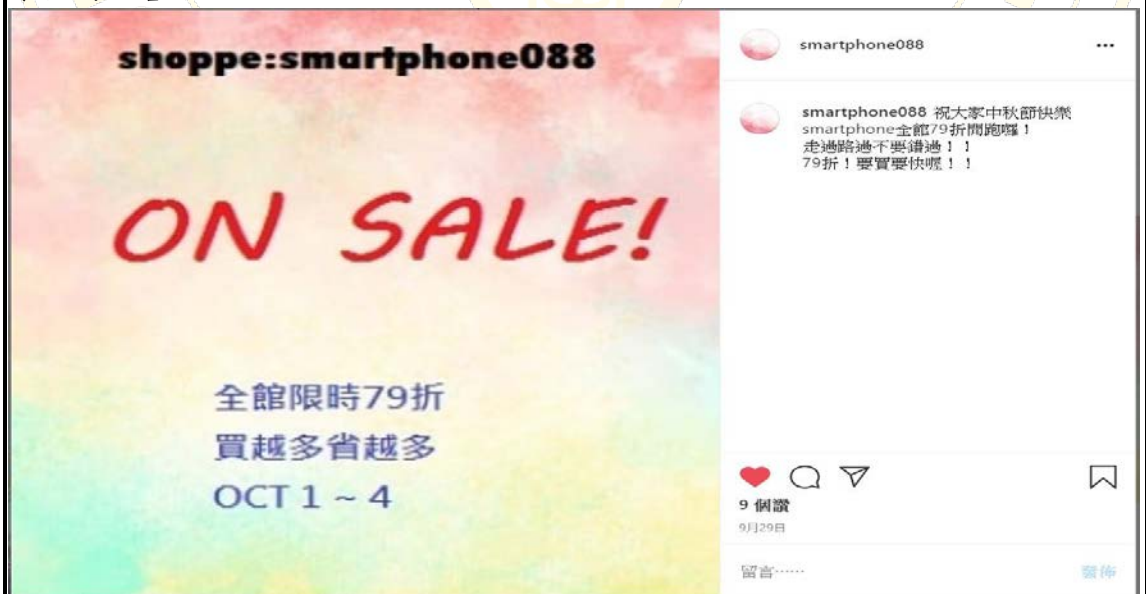 shoppe:smartphone088
ON SALE!
全館限時79折
買越多省越多
OCT 1 ~ 4
smartphone088
smartphone088 祝大家中秋節快樂
smartphone全館79折開跑囉！
走過路過不要錯過！！
79折！要買要快喔！！
9 個讚
9月29日
留言……
發佈